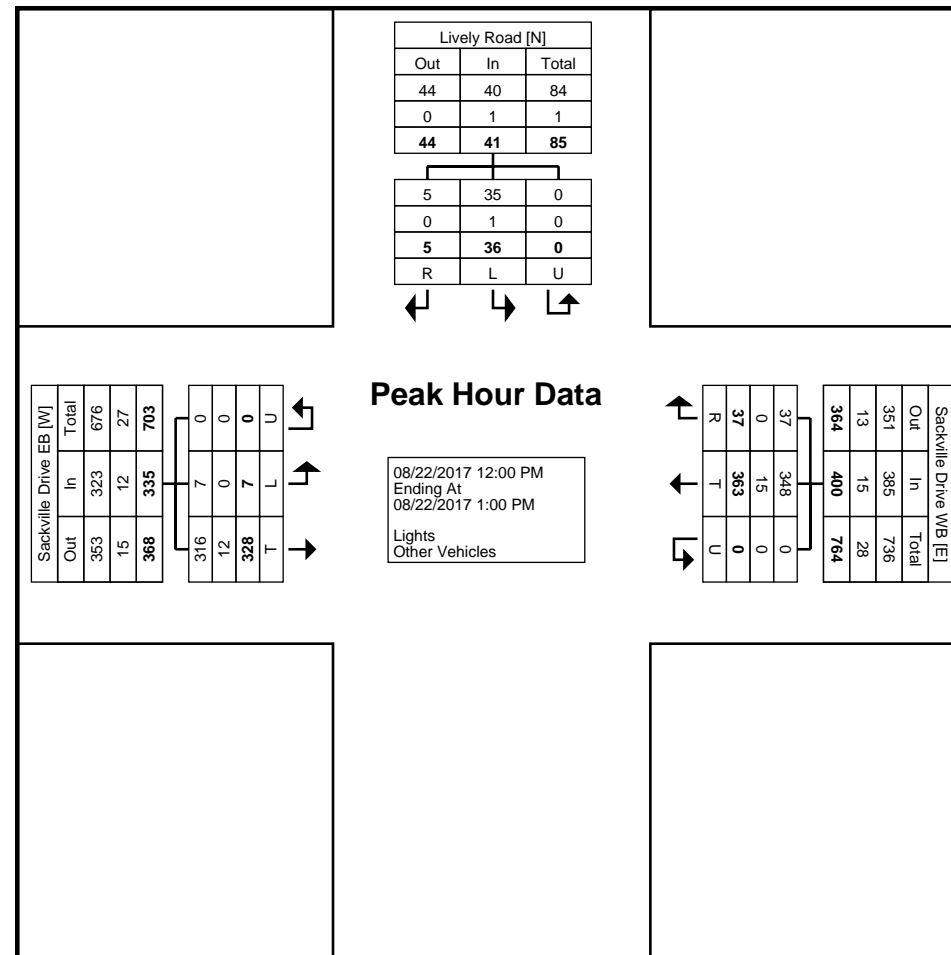 Lively Road [N]
Out In Total
44 40 84
0 1 1
44 41 85
5 35 0
0 1 0
5 36 0
R L U
Peak Hour Data
08/22/2017 12:00 PM
Ending At
08/22/2017 1:00 PM
Lights
Other Vehicles
Sackville Drive EB [W]
Out In Total
353 323 676
15 12 27
368 335 703
316 7 0
12 0 0
328 7 0
T L U
Sackville Drive WB [E]
Out In Total
351 385 736
13 15 28
364 400 764
37 348 0
0 15 0
37 363 0
R T U